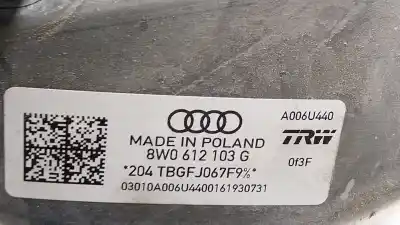 A006U440
MADE IN POLAND
TRW
8W0 612 103 G
0f3F
*204 TBGFJ067F9%*
03010A006U4400161930731